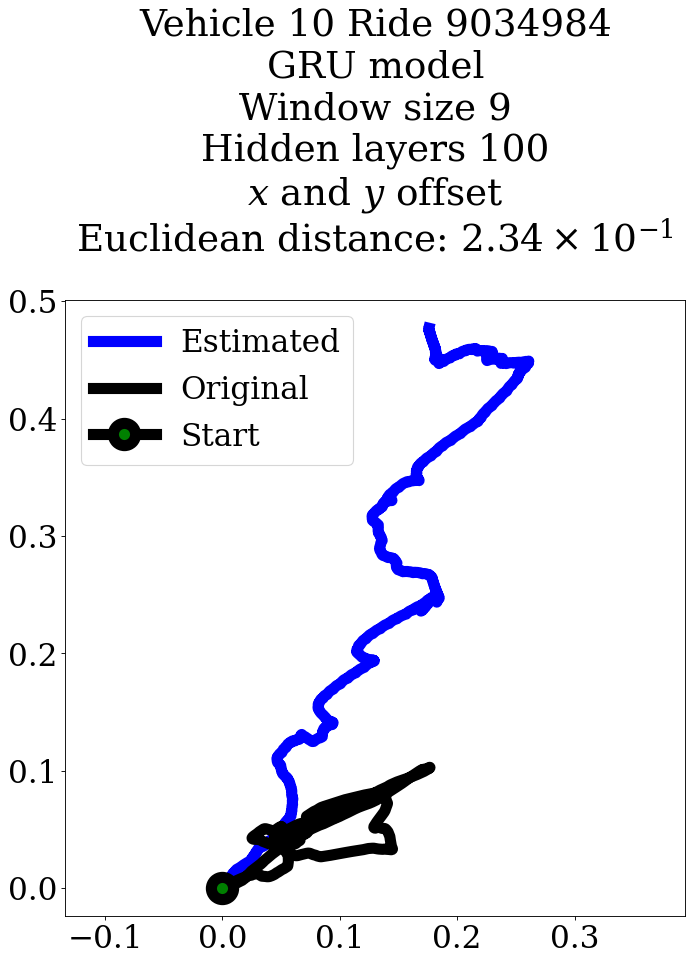 Vehicle 10 Ride 9034984
GRU model
Window size 9
Hidden layers 100
x and y offset
Euclidean distance: 2.34 × 10⁻¹
Estimated
Original
Start
0.5
0.4
0.3
0.2
0.1
0.0
−0.1 0.0 0.1 0.2 0.3